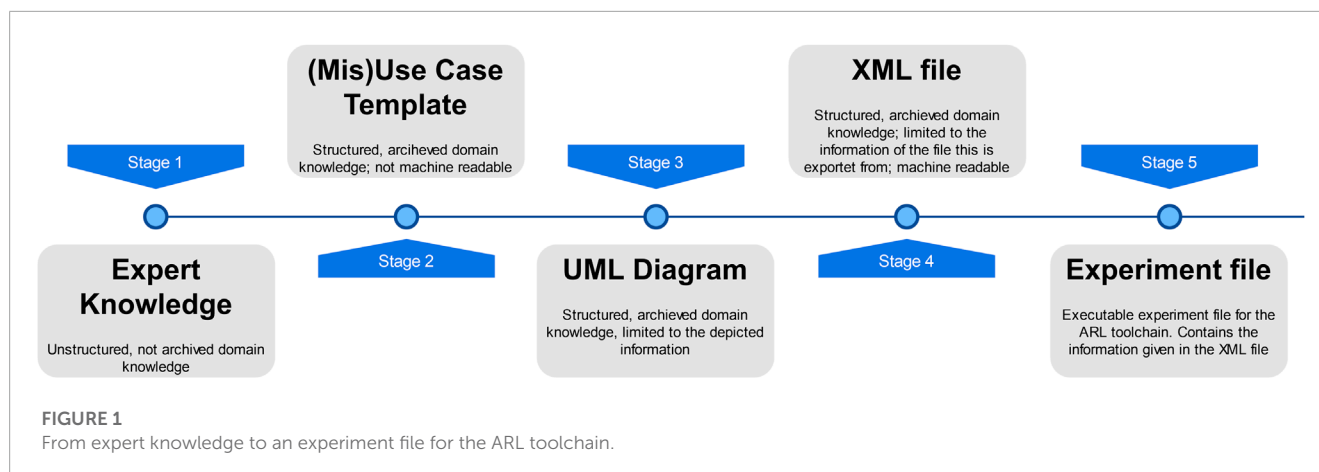 Stage 1
Expert
Knowledge
Unstructured, not archived domain
knowledge
(Mis)Use Case
Template
Structured, arciheved domain
knowledge; not machine readable
Stage 2
Stage 3
UML Diagram
Structured, archieved domain
knowledge, limited to the depicted
information
XML file
Structured, archieved domain
knowledge; limited to the
information of the file this is
exportet from; machine readable
Stage 4
Stage 5
Experiment file
Executable experiment file for the
ARL toolchain. Contains the
information given in the XML file
FIGURE 1
From expert knowledge to an experiment file for the ARL toolchain.